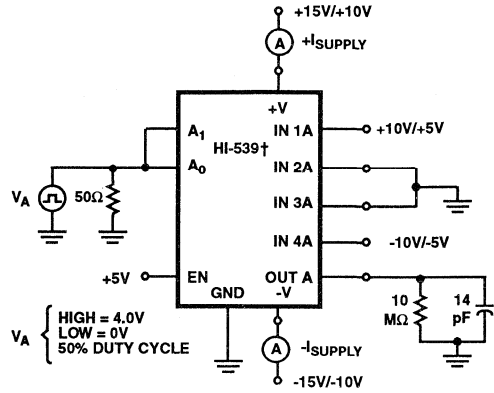 +15V/+10V
A
+ISUPPLY
+V
A1
IN 1A
+10V/+5V
HI-539†
A0
IN 2A
VA
50Ω
IN 3A
IN 4A
-10V/-5V
+5V
EN
OUT A
GND
-V
10
MΩ
14
pF
VA
HIGH = 4.0V
LOW = 0V
50% DUTY CYCLE
A
-ISUPPLY
-15V/-10V